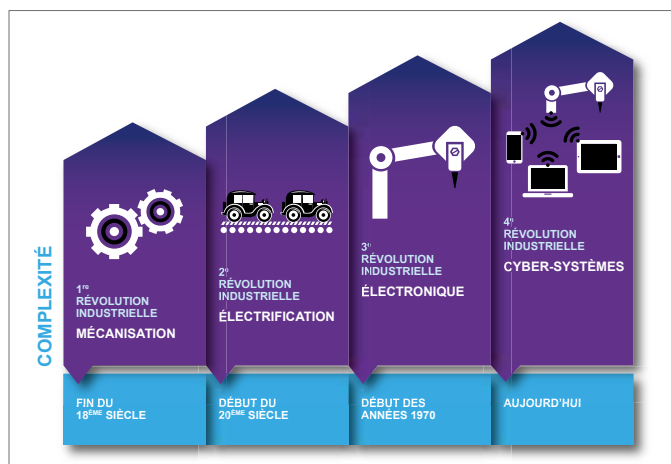 COMPLEXITÉ
1re
RÉVOLUTION
INDUSTRIELLE
MÉCANISATION
FIN DU
18ÈME SIÈCLE
2e
RÉVOLUTION
INDUSTRIELLE
ÉLECTRIFICATION
DÉBUT DU
20ÈME SIÈCLE
3e
RÉVOLUTION
INDUSTRIELLE
ÉLECTRONIQUE
DÉBUT DES
ANNÉES 1970
4e
RÉVOLUTION
INDUSTRIELLE
CYBER-SYSTÈMES
AUJOURD'HUI